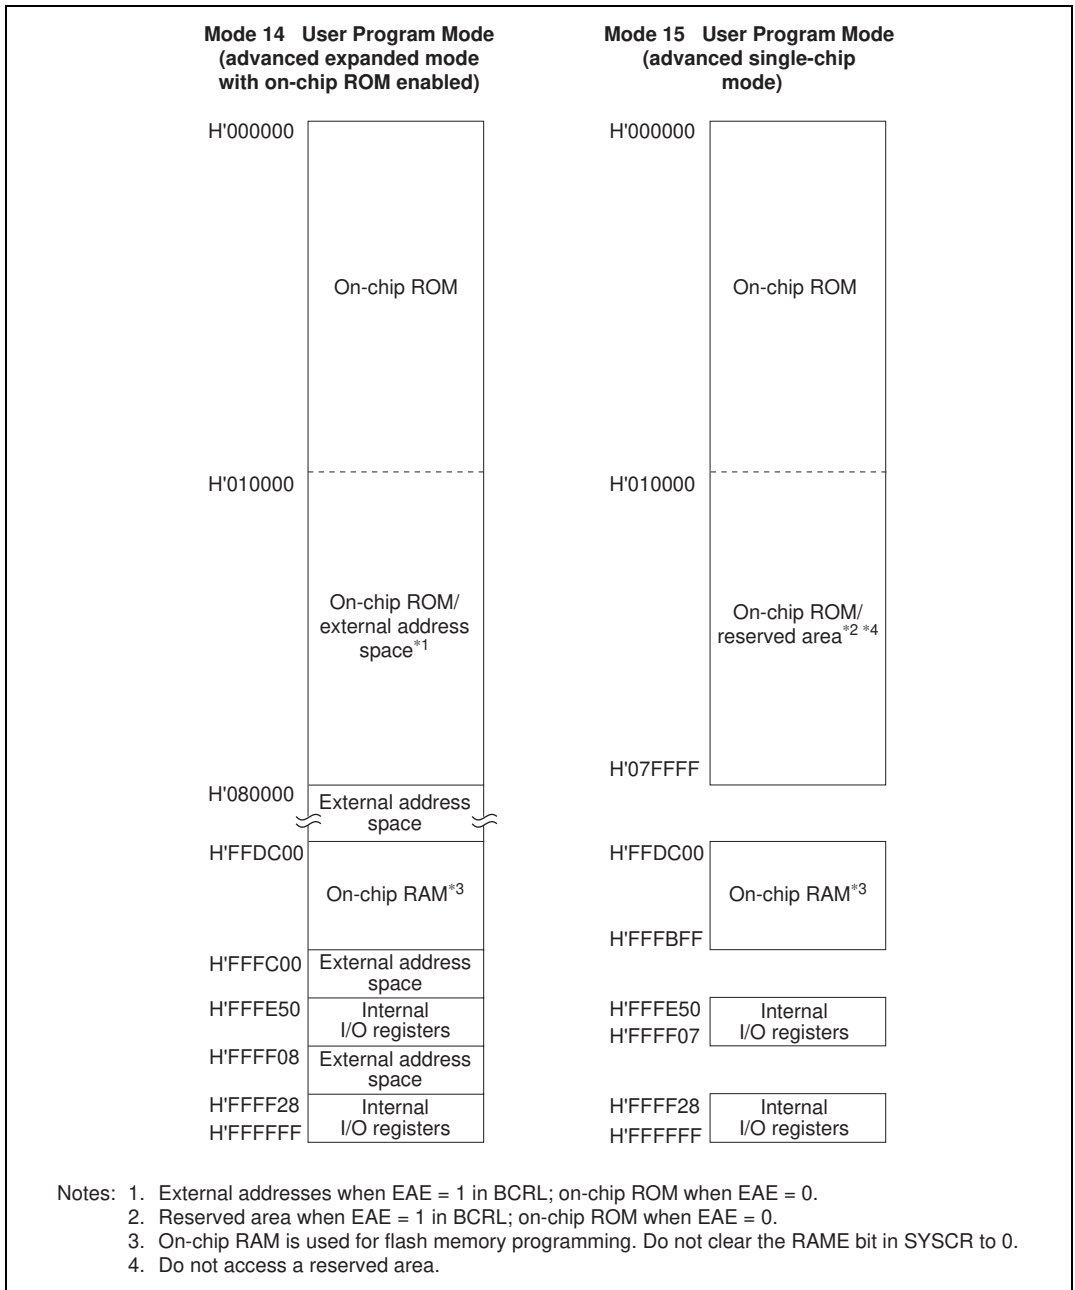 Mode 14   User Program Mode
(advanced expanded mode
with on-chip ROM enabled)
H'000000
On-chip ROM
H'010000
On-chip ROM/
external address
space*1
H'080000
External address
space
H'FFDC00
On-chip RAM*3
H'FFFC00
External address
space
H'FFFE50
Internal
I/O registers
H'FFFF08
External address
space
H'FFFF28
Internal
I/O registers
H'FFFFFF
Mode 15   User Program Mode
(advanced single-chip
mode)
H'000000
On-chip ROM
H'010000
On-chip ROM/
reserved area*2 *4
H'07FFFF
H'FFDC00
On-chip RAM*3
H'FFFBFF
H'FFFE50
Internal
I/O registers
H'FFFF07
H'FFFF28
Internal
I/O registers
H'FFFFFF
Notes: 1. External addresses when EAE = 1 in BCRL; on-chip ROM when EAE = 0.
2. Reserved area when EAE = 1 in BCRL; on-chip ROM when EAE = 0.
3. On-chip RAM is used for flash memory programming. Do not clear the RAME bit in SYSCR to 0.
4. Do not access a reserved area.